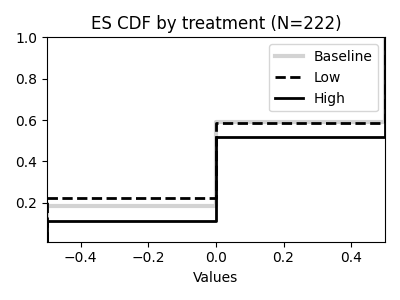 ES CDF by treatment (N=222)
1.0
0.8
0.6
0.4
0.2
Baseline
Low
High
−0.4 −0.2 0.0 0.2 0.4
Values